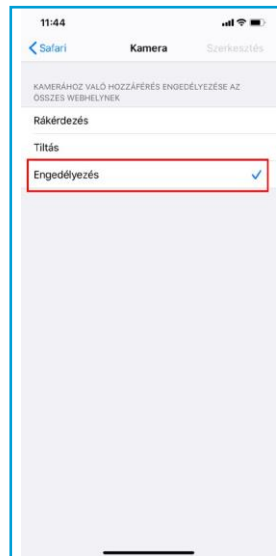 11:44
Safari Kamera Szerkesztés
KAMERÁHOZ VALÓ HOZZÁFÉRÉS ENGEDÉLYEZÉSE AZ
ÖSSZES WEBHELYNEK
Rákérdezés
Tiltás
Engedélyezés